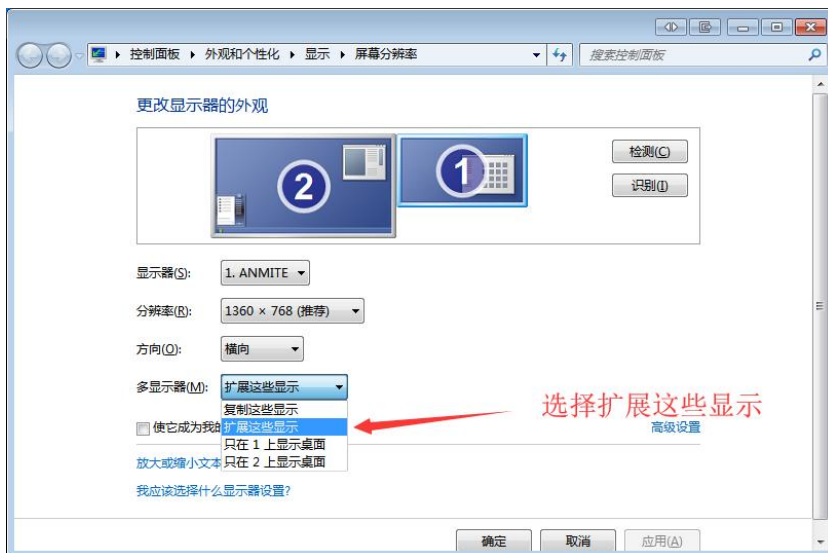 控制面板 ▸ 外观和个性化 ▸ 显示 ▸ 屏幕分辨率
搜索控制面板
更改显示器的外观
2
1
检测(C)
识别(I)
显示器(S): 1. ANMITE
分辨率(R): 1360 × 768 (推荐)
方向(O): 横向
多显示器(M): 扩展这些显示
复制这些显示
选择扩展这些显示
使它成为我的 扩展这些显示
高级设置
只在 1 上显示桌面
放大或缩小文本 只在 2 上显示桌面
我应该选择什么显示器设置?
确定 取消 应用(A)